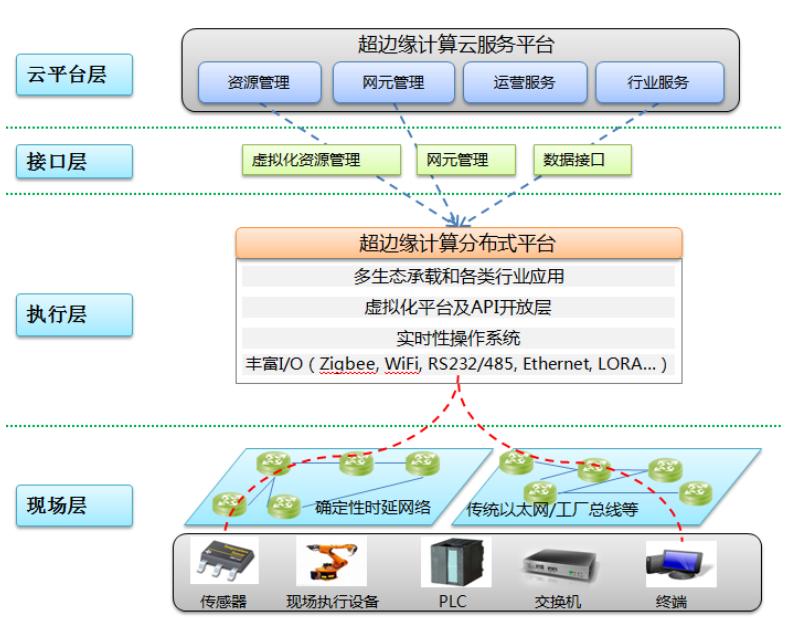 超边缘计算云服务平台
云平台层
资源管理
网元管理
运营服务
行业服务
接口层
虚拟化资源管理
网元管理
数据接口
超边缘计算分布式平台
多生态承载和各类行业应用
虚拟化平台及API开放层
执行层
实时性操作系统
丰富I/O（Zigbee, WiFi, RS232/485, Ethernet, LORA...）
现场层
确定性时延网络
传统以太网/工厂总线等
传感器
现场执行设备
PLC
交换机
终端